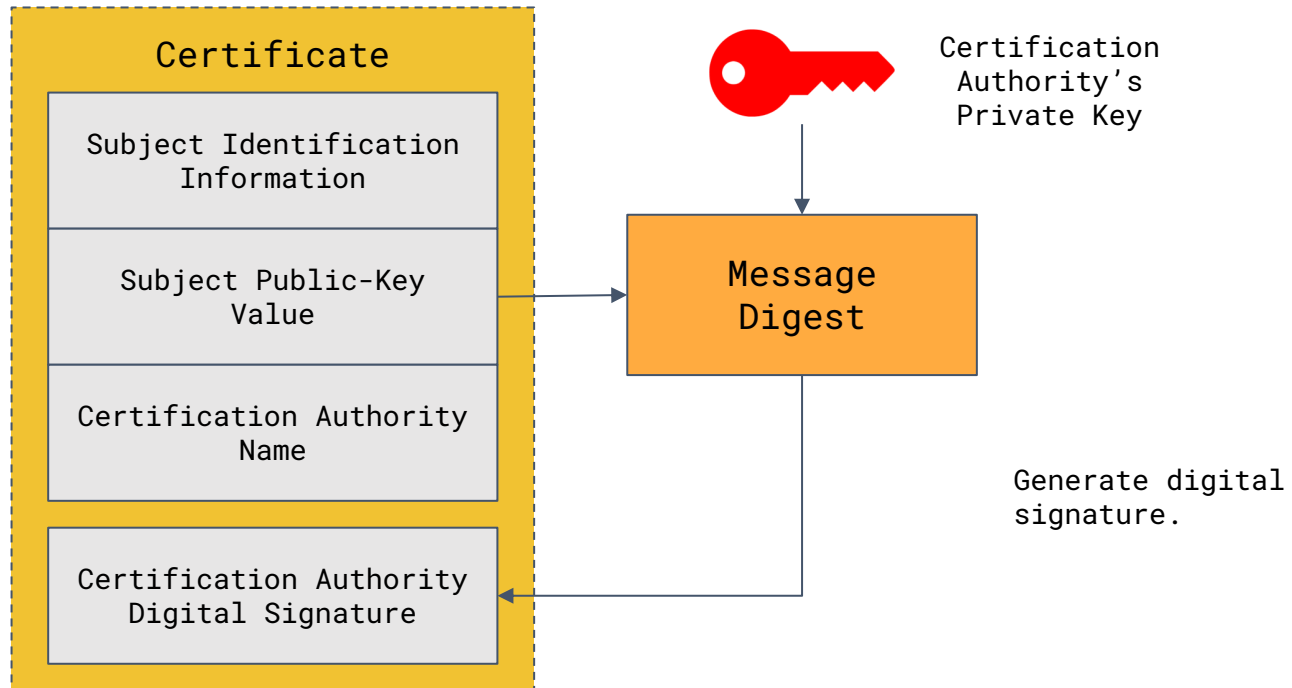 Certificate
Subject Identification
Information
Subject Public-Key
Value
Certification Authority
Name
Certification Authority
Digital Signature
Certification
Authority’s
Private Key
Message
Digest
Generate digital
signature.